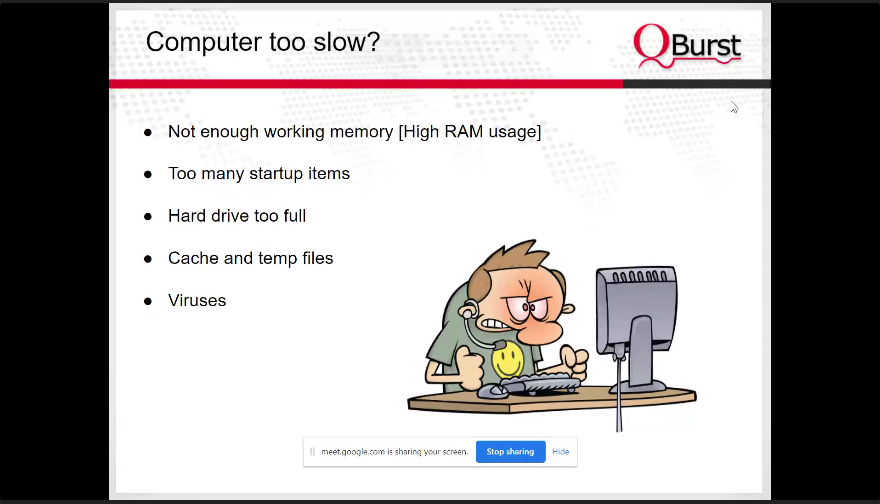 Computer too slow?
QBurst
Not enough working memory [High RAM usage]
Too many startup items
Hard drive too full
Cache and temp files
Viruses
meet.google.com is sharing your screen. Stop sharing Hide